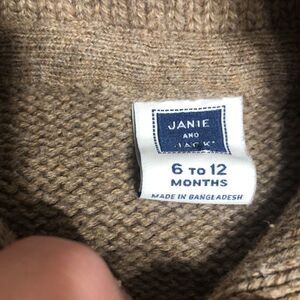 JANIE
AND
JACK®
6 TO 12
MONTHS
MADE IN BANGLADESH